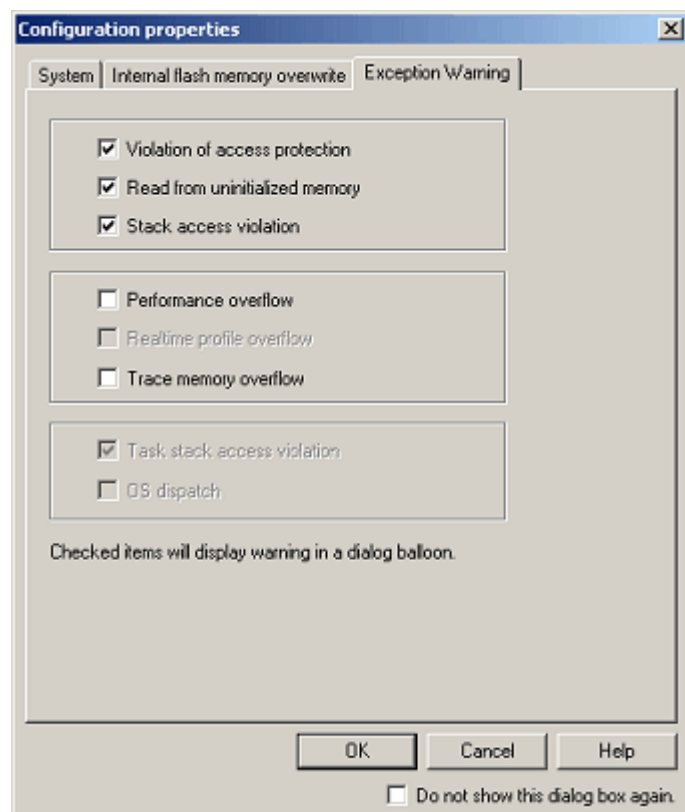 Configuration properties
System Internal flash memory overwrite Exception Warning
Violation of access protection
Read from uninitialized memory
Stack access violation
Performance overflow
Realtime profile overflow
Trace memory overflow
Task stack access violation
OS dispatch
Checked items will display warning in a dialog balloon.
OK Cancel Help
Do not show this dialog box again.